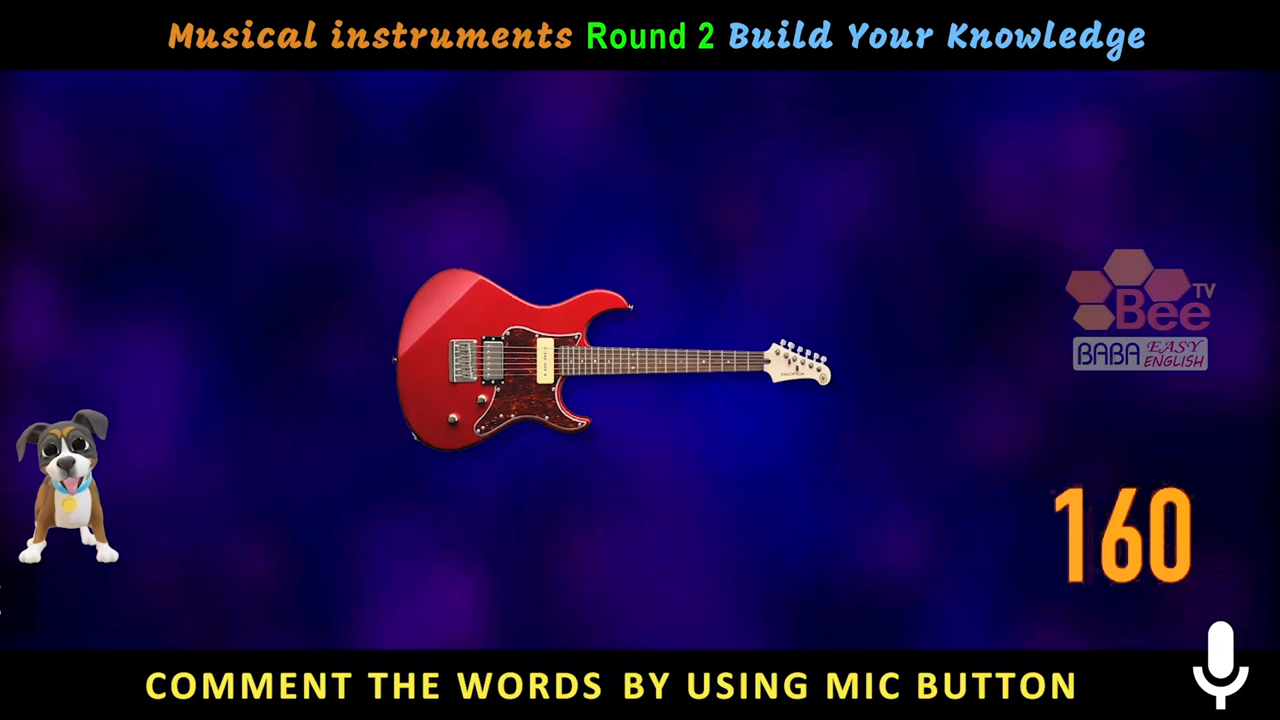 Musical instruments Round 2 Build Your Knowledge
TV
Bee
BABA EASY ENGLISH
160
COMMENT THE WORDS BY USING MIC BUTTON